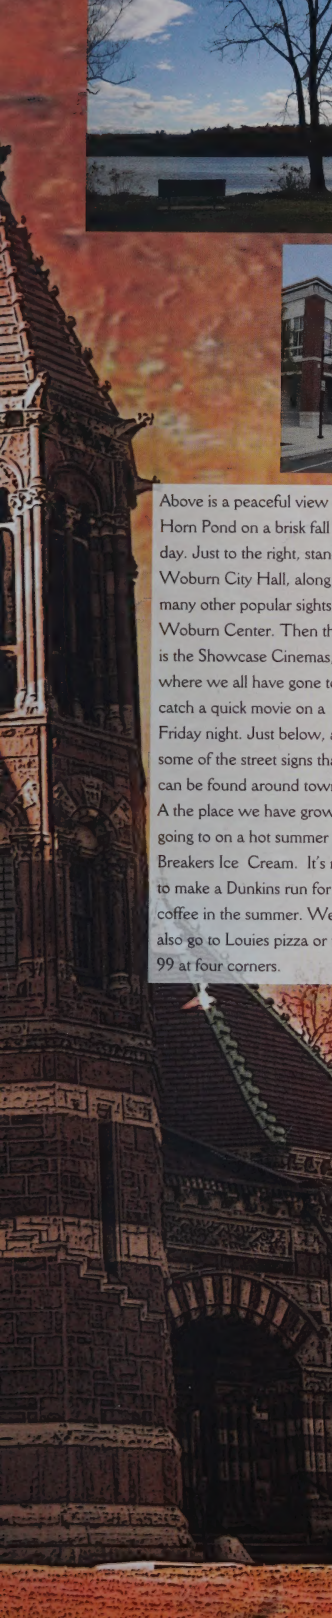 Above is a peaceful view
Horn Pond on a brisk fall
day. Just to the right, stan
Woburn City Hall, along
many other popular sights
Woburn Center. Then th
is the Showcase Cinemas,
where we all have gone to
catch a quick movie on a
Friday night. Just below, a
some of the street signs tha
can be found around town
A the place we have grow
going to on a hot summer
Breakers Ice Cream. It's n
to make a Dunkins run for
coffee in the summer. We
also go to Louies pizza or
99 at four corners.